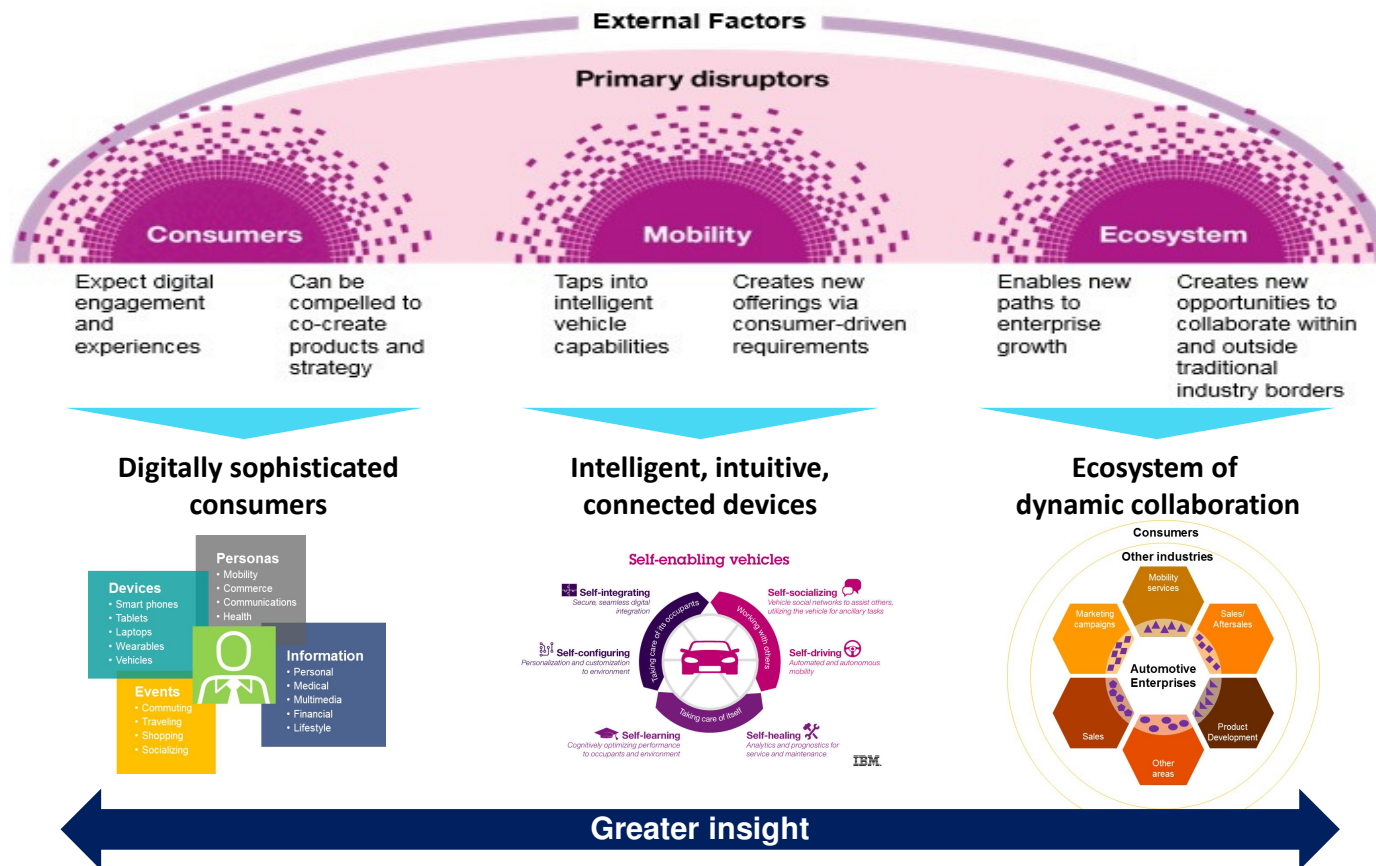 External Factors
Primary disruptors
Consumers
Mobility
Ecosystem
Expect digital
engagement
and
experiences
Can be
compelled to
co-create
products and
strategy
Taps into
intelligent
vehicle
capabilities
Creates new
offerings via
consumer-driven
requirements
Enables new
paths to
enterprise
growth
Creates new
opportunities to
collaborate within
and outside
traditional
industry borders
Digitally sophisticated
consumers
Intelligent, intuitive,
connected devices
Ecosystem of
dynamic collaboration
Personas
• Mobility
• Commerce
• Communications
• Health
Devices
• Smart phones
• Tablets
• Laptops
• Wearables
• Vehicles
Information
• Personal
• Medical
• Multimedia
• Financial
• Lifestyle
Events
• Commuting
• Traveling
• Shopping
• Socializing
Self-enabling vehicles
Self-integrating
Secure, seamless digital
integration
Self-configuring
Personalization and customization
to environment
Self-learning
Cognitively optimizing performance
to occupants and environment
Taking care of its occupants
Working with others
Taking care of itself
Self-socializing
Vehicle social networks to assist others,
utilizing the vehicle for ancillary tasks
Self-driving
Automated and autonomous
mobility
Self-healing
Analytics and prognostics for
service and maintenance
IBM
Consumers
Other industries
Mobility
services
Marketing
campaigns
Sales/
Aftersales
Automotive
Enterprises
Sales
Product
Development
Other
areas
Greater insight